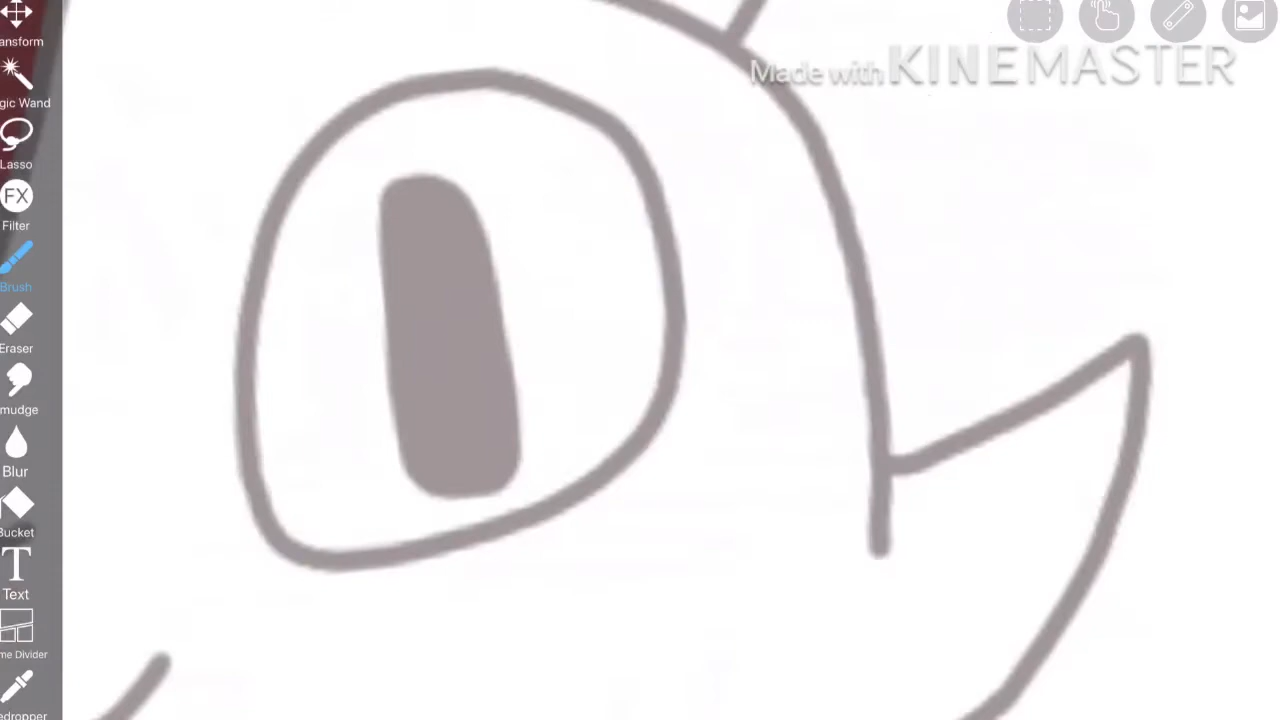 ansform
Made with KINEMASTER
gic Wand
Lasso
FX
Filter
Brush
Eraser
mudge
Blur
Bucket
T
Text
me Divider
edropper